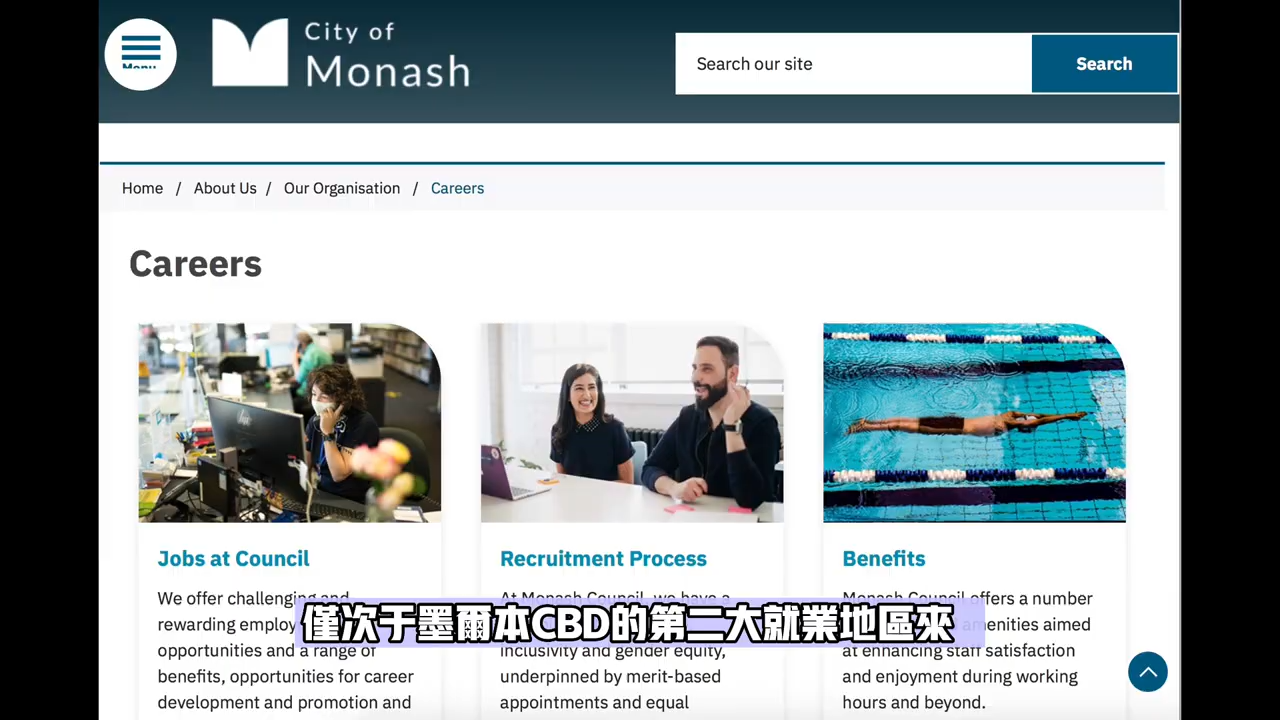 Menu
City of
Monash
Search our site
Search
Home / About Us / Our Organisation / Careers
Careers
Jobs at Council
We offer challenging and
rewarding employ
opportunities and a range of
benefits, opportunities for career
development and promotion and
Recruitment Process
At Monash Council, we have a
inclusivity and gender equity,
underpinned by merit-based
appointments and equal
Benefits
Monash Council offers a number
amenities aimed
at enhancing staff satisfaction
and enjoyment during working
hours and beyond.
僅次于墨爾本CBD的第二大就業地區來